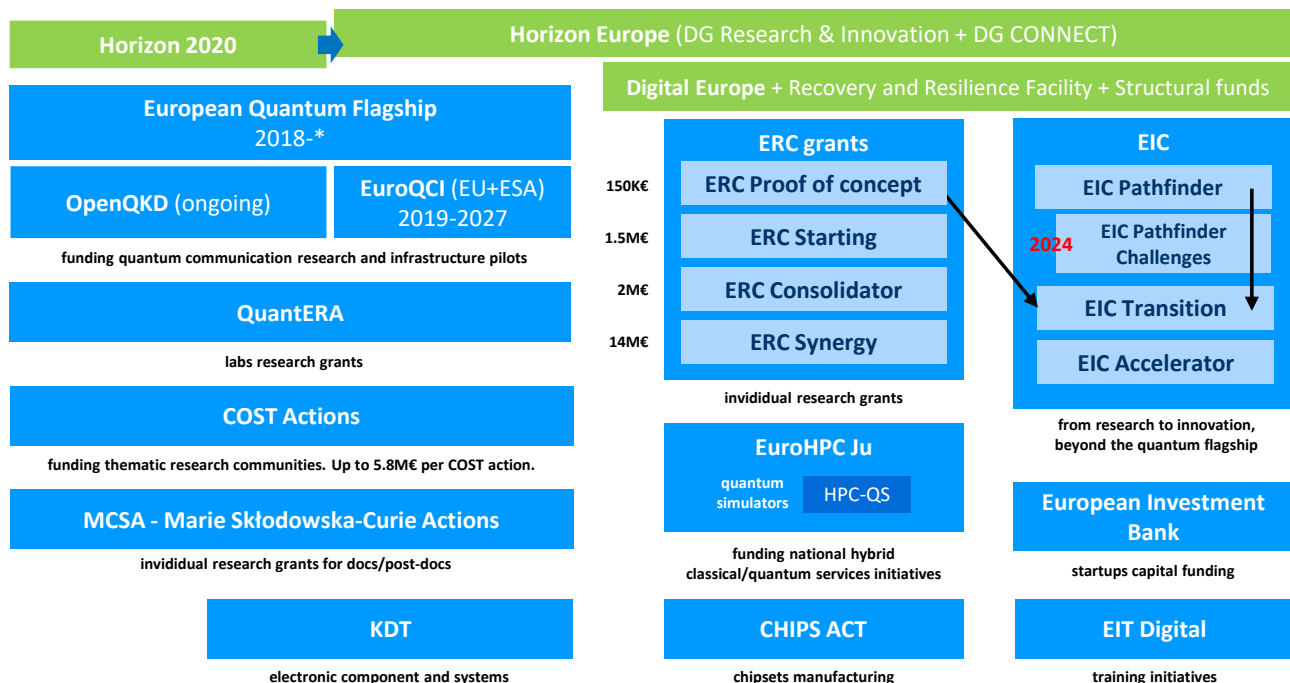 Horizon 2020
Horizon Europe (DG Research & Innovation + DG CONNECT)
Digital Europe + Recovery and Resilience Facility + Structural funds
European Quantum Flagship
2018-*
OpenQKD (ongoing)
EuroQCI (EU+ESA)
2019-2027
funding quantum communication research and infrastructure pilots
QuantERA
labs research grants
COST Actions
funding thematic research communities. Up to 5.8M€ per COST action.
MCSA - Marie Skłodowska-Curie Actions
invididual research grants for docs/post-docs
KDT
electronic component and systems
ERC grants
150K€ ERC Proof of concept
1.5M€ ERC Starting
2M€ ERC Consolidator
14M€ ERC Synergy
invididual research grants
EuroHPC Ju
quantum
simulators
HPC-QS
funding national hybrid
classical/quantum services initiatives
CHIPS ACT
chipsets manufacturing
EIC
EIC Pathfinder
2024
EIC Pathfinder
Challenges
EIC Transition
EIC Accelerator
from research to innovation,
beyond the quantum flagship
European Investment
Bank
startups capital funding
EIT Digital
training initiatives